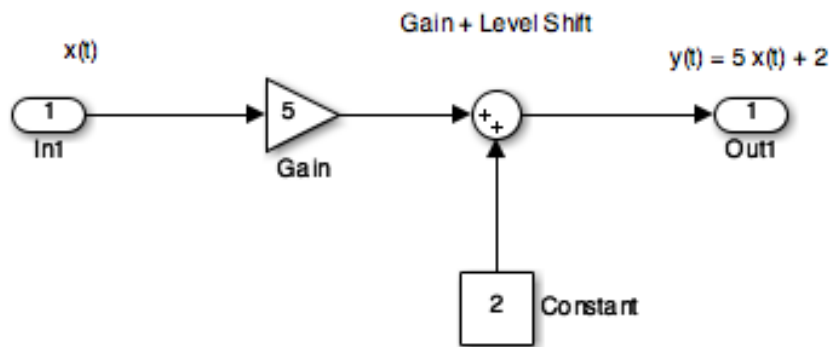 Gain + Level Shift
x(t)
y(t) = 5 x(t) + 2
1
5
+
+
1
In1
Gain
Out1
2
Constant